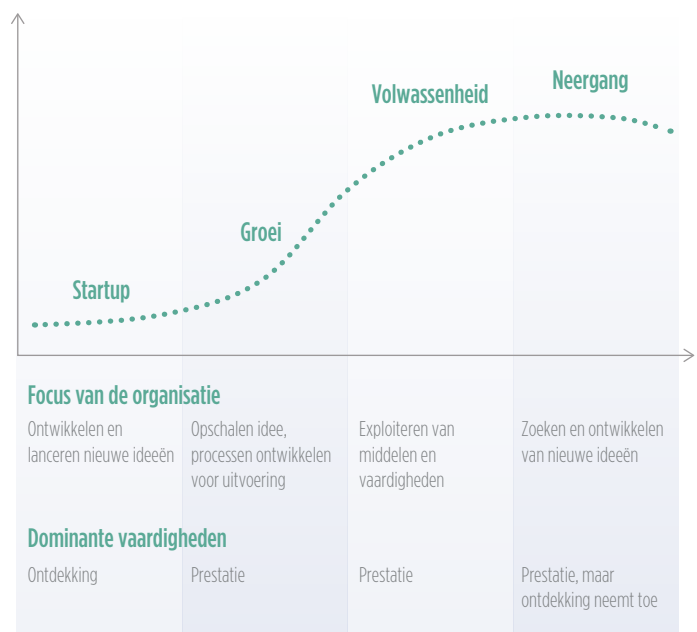 Neergang
Volwassenheid
Groei
Startup
Focus van de organisatie
Ontwikkelen en
lanceren nieuwe ideeën
Opschalen idee,
processen ontwikkelen
voor uitvoering
Exploiteren van
middelen en
vaardigheden
Zoeken en ontwikkelen
van nieuwe ideeën
Dominante vaardigheden
Ontdekking
Prestatie
Prestatie
Prestatie, maar
ontdekking neemt toe